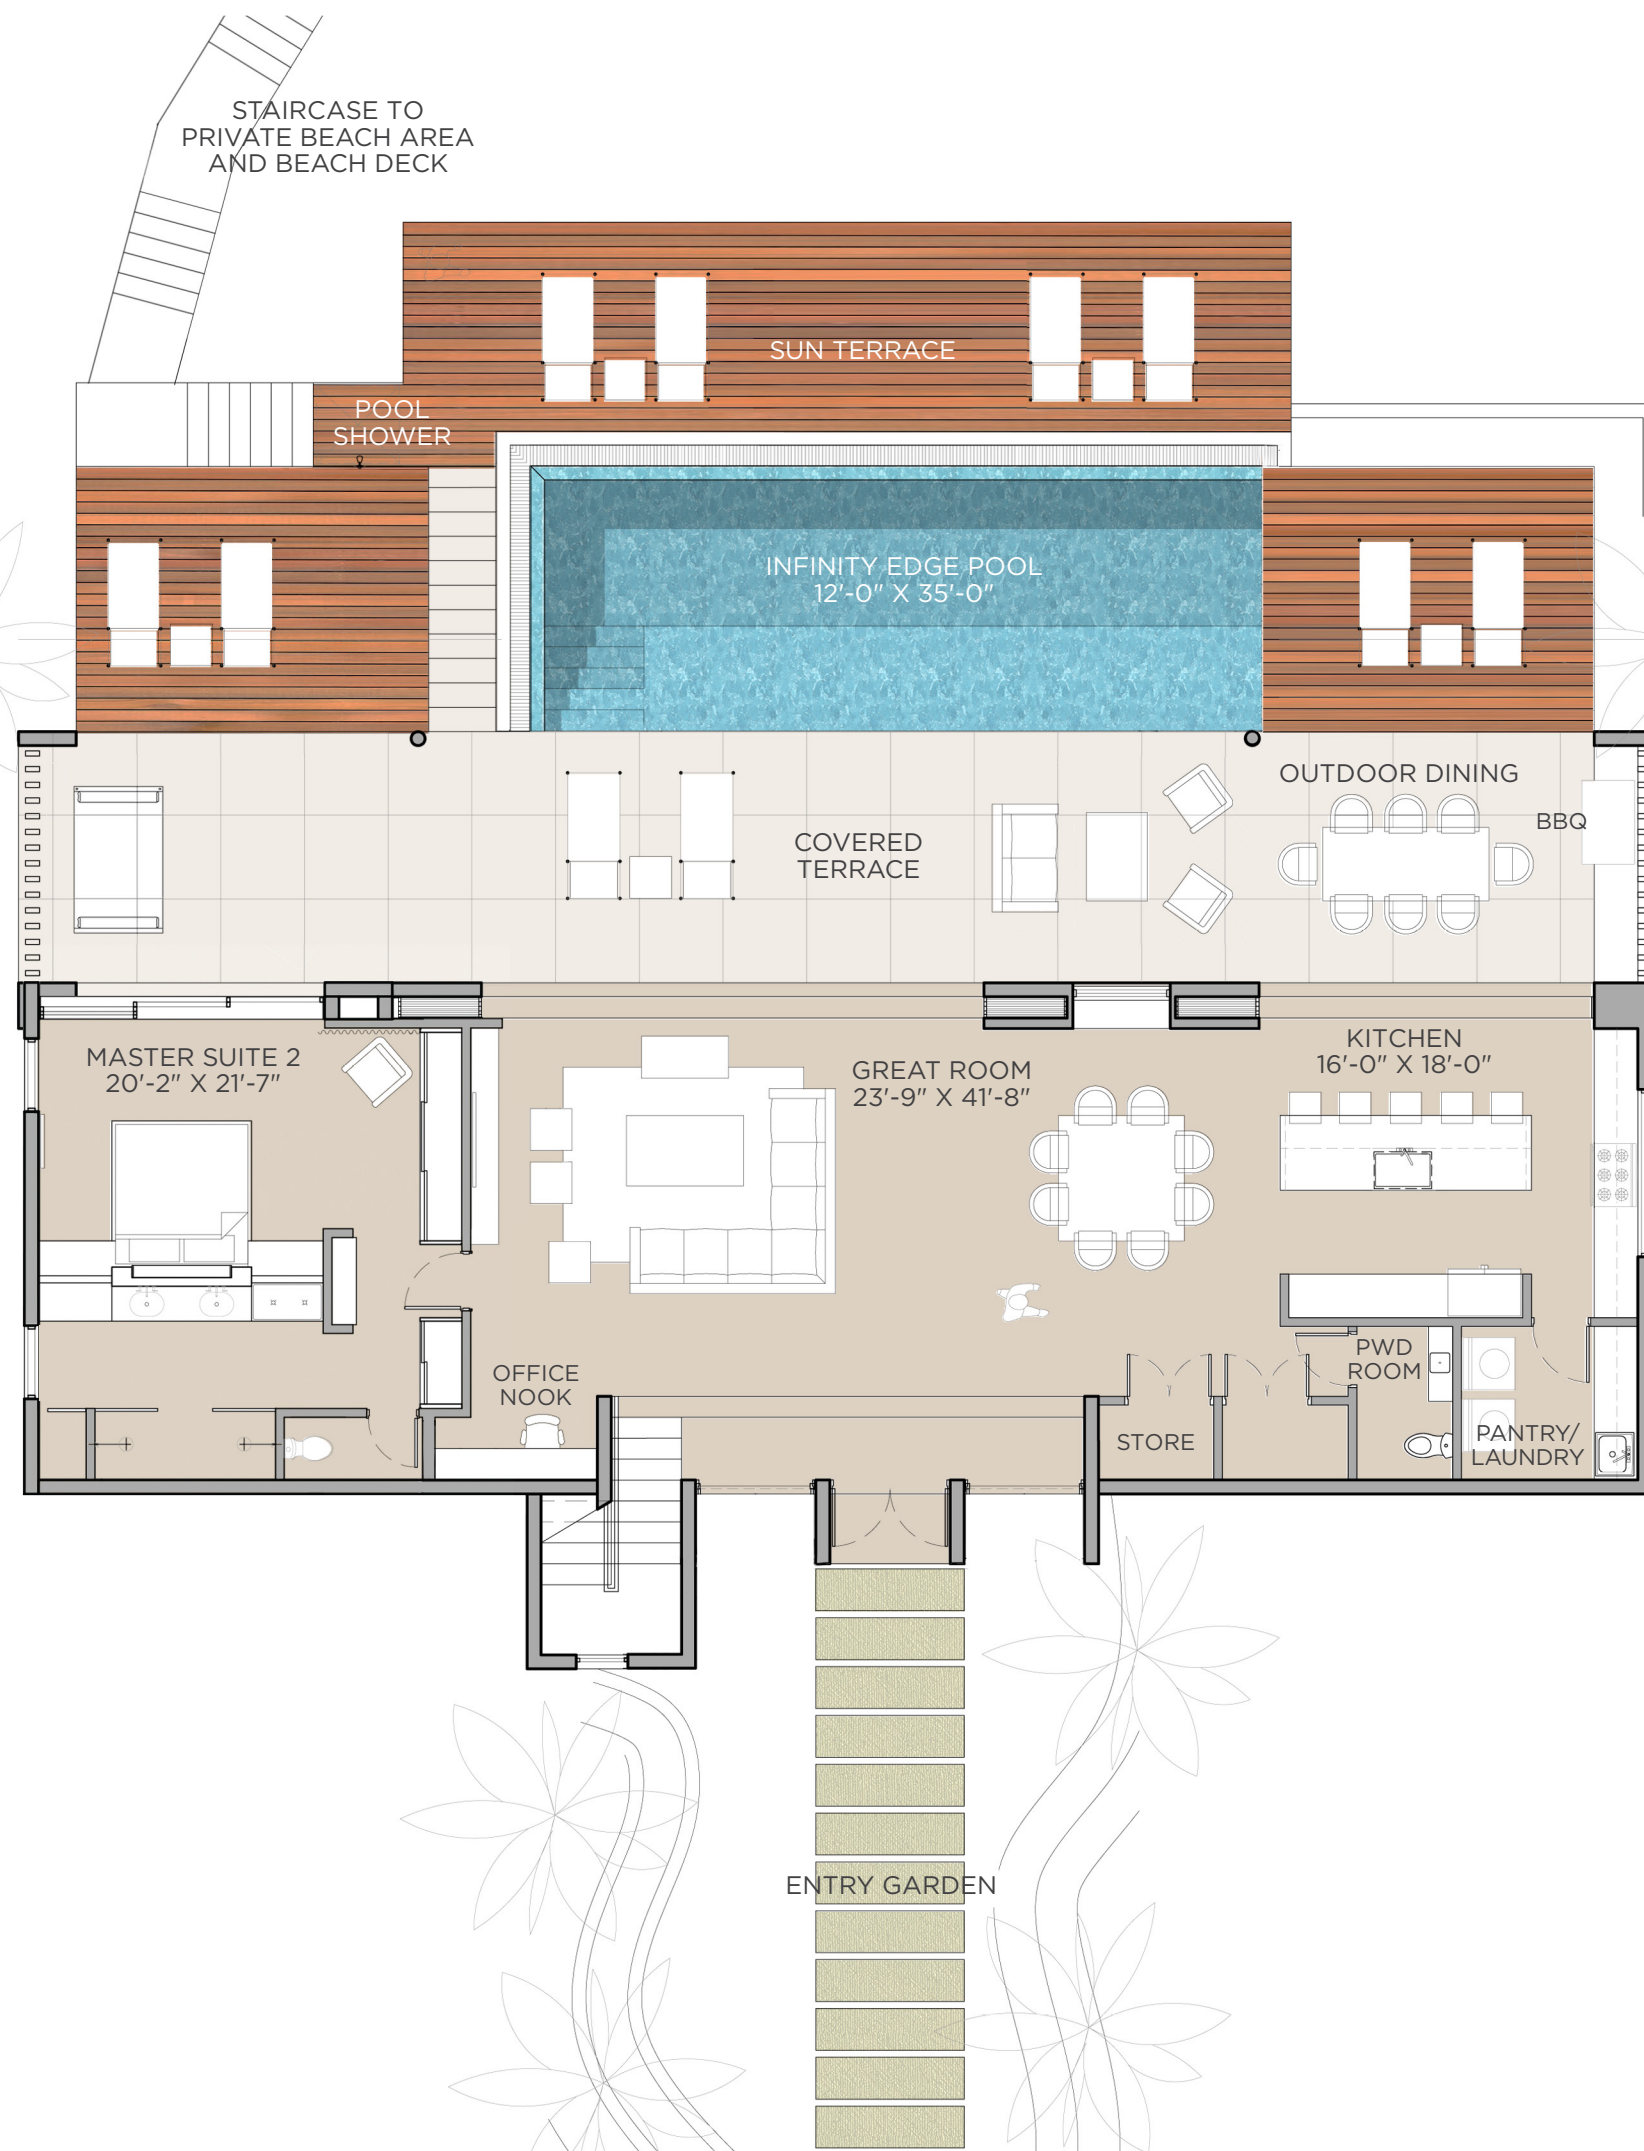 STAIRCASE TO
PRIVATE BEACH AREA
AND BEACH DECK
SUN TERRACE
POOL
SHOWER
INFINITY EDGE POOL
12'-0" X 35'-0"
OUTDOOR DINING
BBQ
COVERED
TERRACE
MASTER SUITE 2
20'-2" X 21'-7"
GREAT ROOM
23'-9" X 41'-8"
KITCHEN
16'-0" X 18'-0"
OFFICE
NOOK
PWD
ROOM
STORE
PANTRY/
LAUNDRY
ENTRY GARDEN